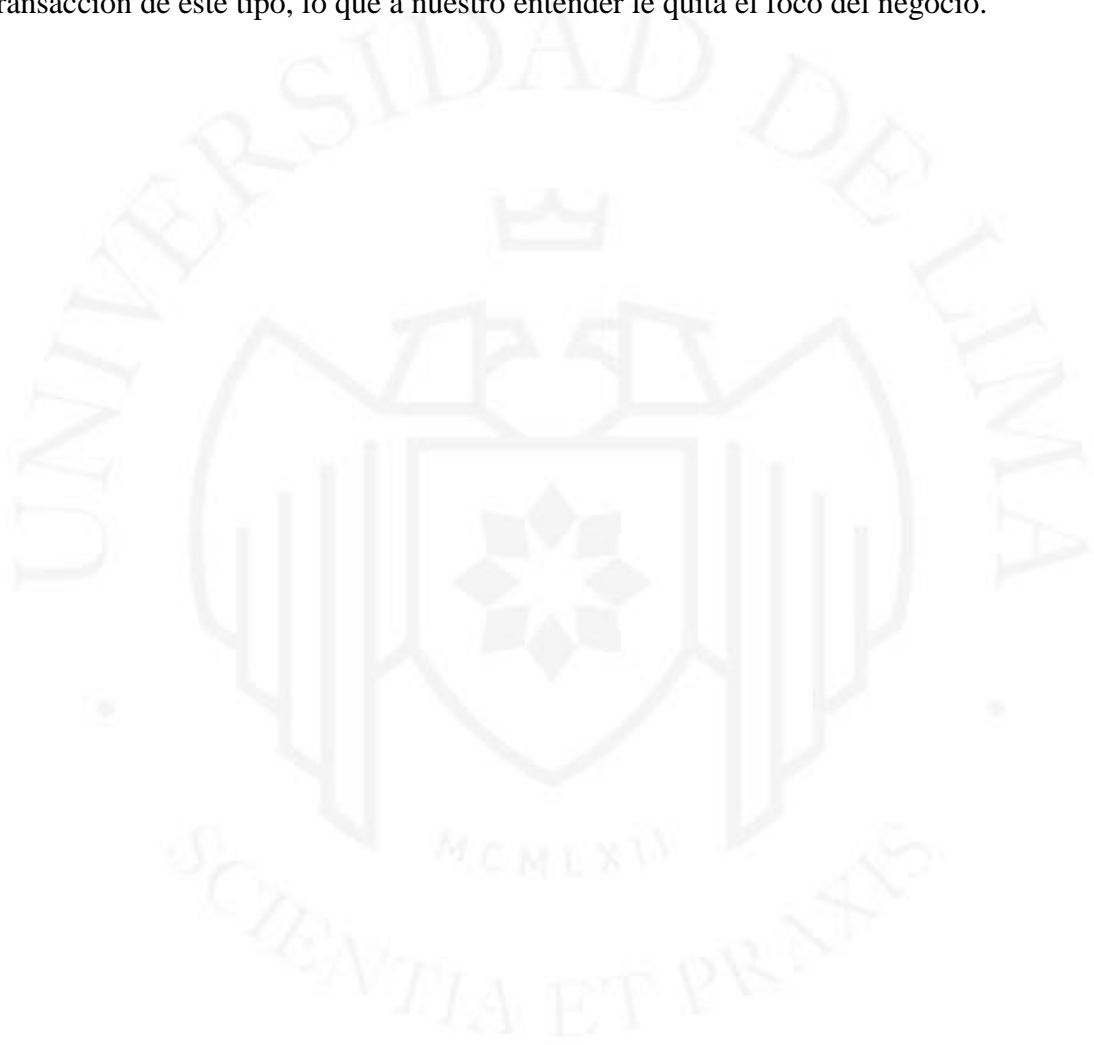 transacción de este tipo, lo que a nuestro entender le quita el foco del negocio.
UNIVERSIDAD DE LIMA
MCMLXII
SCIENTIA ET PRAXIS